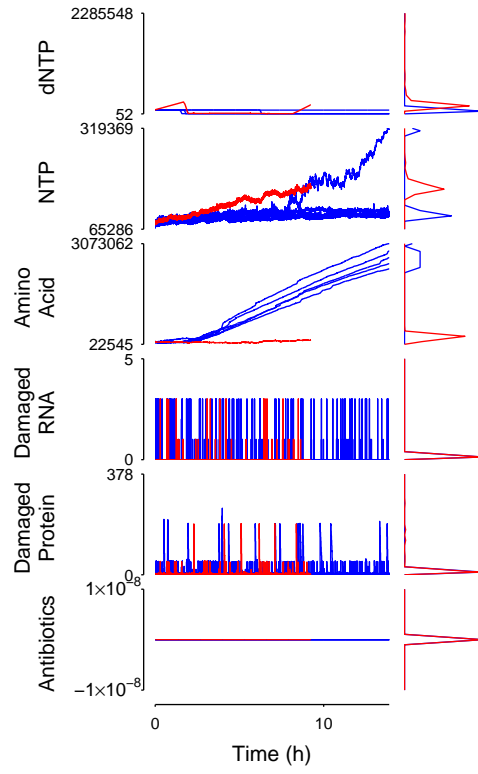 2285548
dNTP
52
319369
NTP
65286
3073062
Amino
Acid
22545
5
Damaged
RNA
0
378
Damaged
Protein
0
1×10⁻⁸
Antibiotics
−1×10⁻⁸
0 10
Time (h)